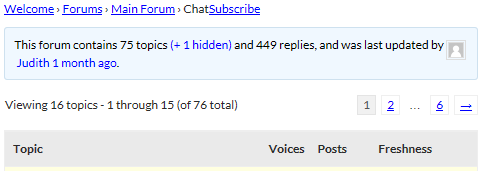 Welcome › Forums › Main Forum › ChatSubscribe
This forum contains 75 topics (+ 1 hidden) and 449 replies, and was last updated by
Judith 1 month ago.
Viewing 16 topics - 1 through 15 (of 76 total) 1 2 … 6 →
Topic Voices Posts Freshness